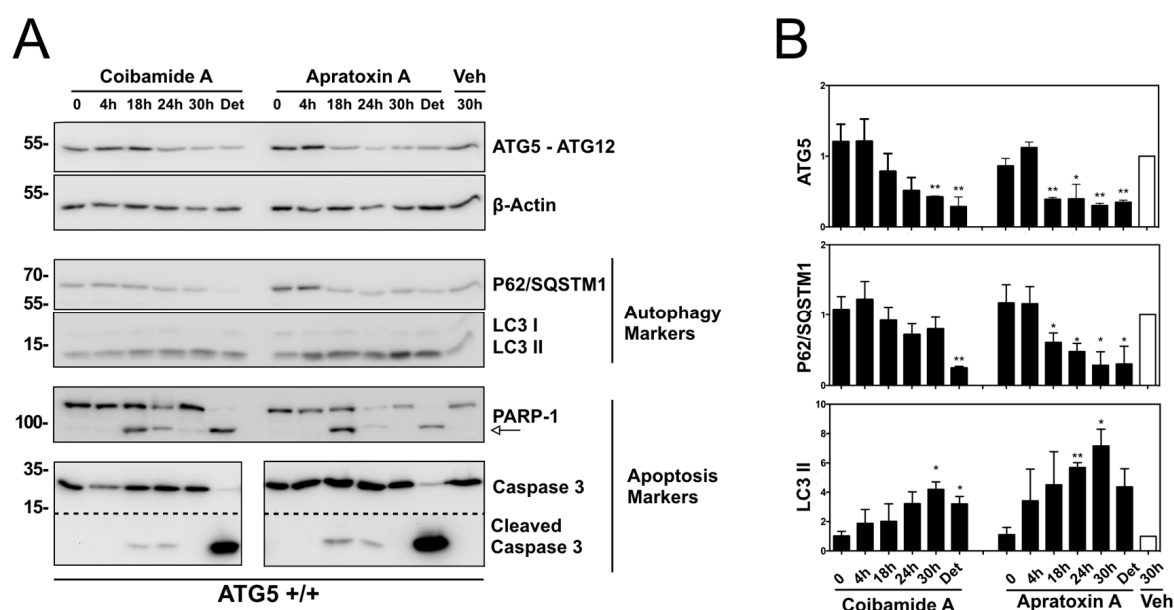 A
Coibamide A Apratoxin A Veh
0 4h 18h 24h 30h Det 0 4h 18h 24h 30h Det 30h
55- ATG5 - ATG12
55- β-Actin
70- P62/SQSTM1
55-
LC3 I
15- LC3 II
Autophagy
Markers
PARP-1
100-
35-
Caspase 3
15-
Cleaved
Caspase 3
Apoptosis
Markers
ATG5 +/+
B
2
1
0
ATG5
** ** ** * ** **
2
1
0
P62/SQSTM1
** * * * *
10
8
6
4
2
0
LC3 II
* * ** *
0 4h 18h 24h 30h Det 0 4h 18h 24h 30h Det 30h
Coibamide A Apratoxin A Veh